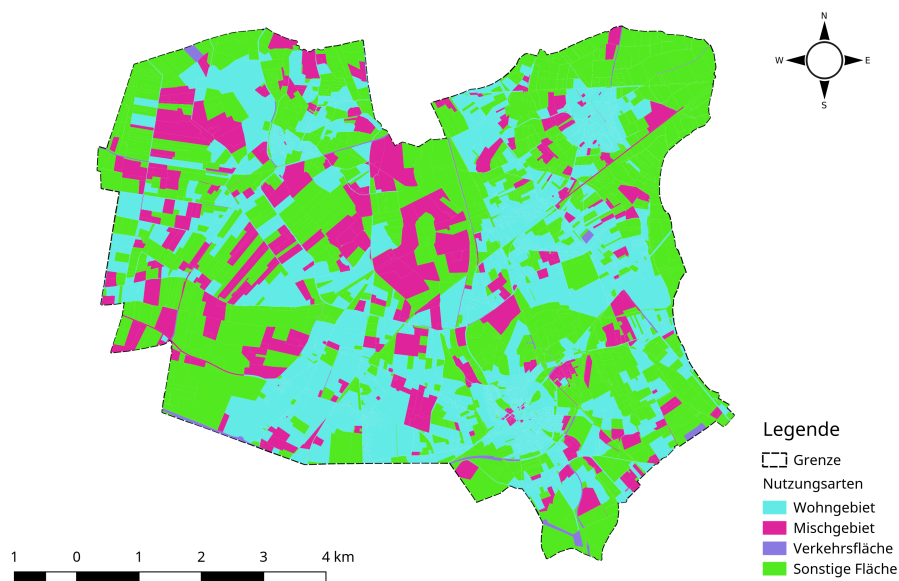 N
W E
S
Legende
Grenze
Nutzungsarten
Wohngebiet
Mischgebiet
Verkehrsfläche
Sonstige Fläche
1 0 1 2 3 4 km